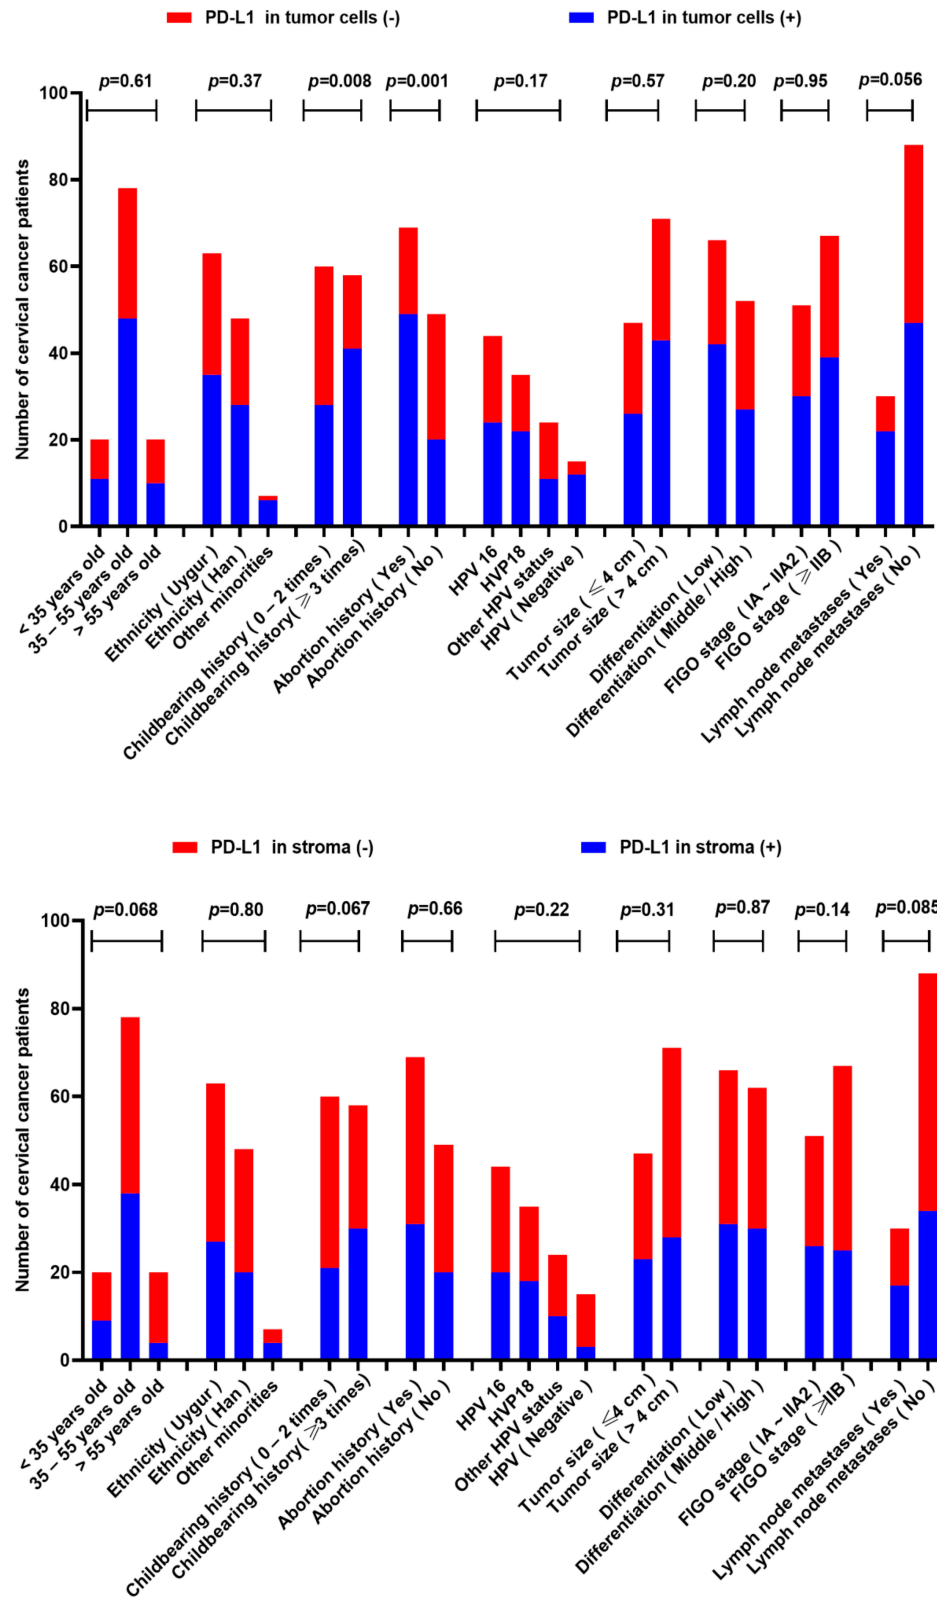 PD-L1 in tumor cells (-) PD-L1 in tumor cells (+)
p=0.61 p=0.37 p=0.008 p=0.001 p=0.17 p=0.57 p=0.20 p=0.95 p=0.056
Number of cervical cancer patients
100
80
60
40
20
0
< 35 years old
35 – 55 years old
> 55 years old
Ethnicity ( Uygur )
Ethnicity ( Han )
Other minorities
Childbearing history ( 0 – 2 times )
Childbearing history ( ⩾ 3 times)
Abortion history ( Yes )
Abortion history ( No )
HPV 16
HVP18
Other HPV status
HPV ( Negative )
Tumor size ( ⩽ 4 cm )
Tumor size ( > 4 cm )
Differentiation ( Low )
Differentiation ( Middle / High )
FIGO stage ( IA ~ IIA2 )
FIGO stage ( ⩾ IIB )
Lymph node metastases ( Yes )
Lymph node metastases ( No )
PD-L1 in stroma (-) PD-L1 in stroma (+)
p=0.068 p=0.80 p=0.067 p=0.66 p=0.22 p=0.31 p=0.87 p=0.14 p=0.085
Number of cervical cancer patients
100
80
60
40
20
0
< 35 years old
35 – 55 years old
> 55 years old
Ethnicity ( Uygur )
Ethnicity ( Han )
Other minorities
Childbearing history ( 0 – 2 times )
Childbearing history ( ⩾3 times)
Abortion history ( Yes )
Abortion history ( No )
HPV 16
HVP18
Other HPV status
HPV ( Negative )
Tumor size ( ⩽4 cm )
Tumor size ( > 4 cm )
Differentiation ( Low )
Differentiation ( Middle / High )
FIGO stage ( IA ~ IIA2 )
FIGO stage ( ⩾IIB )
Lymph node metastases ( Yes )
Lymph node metastases ( No )